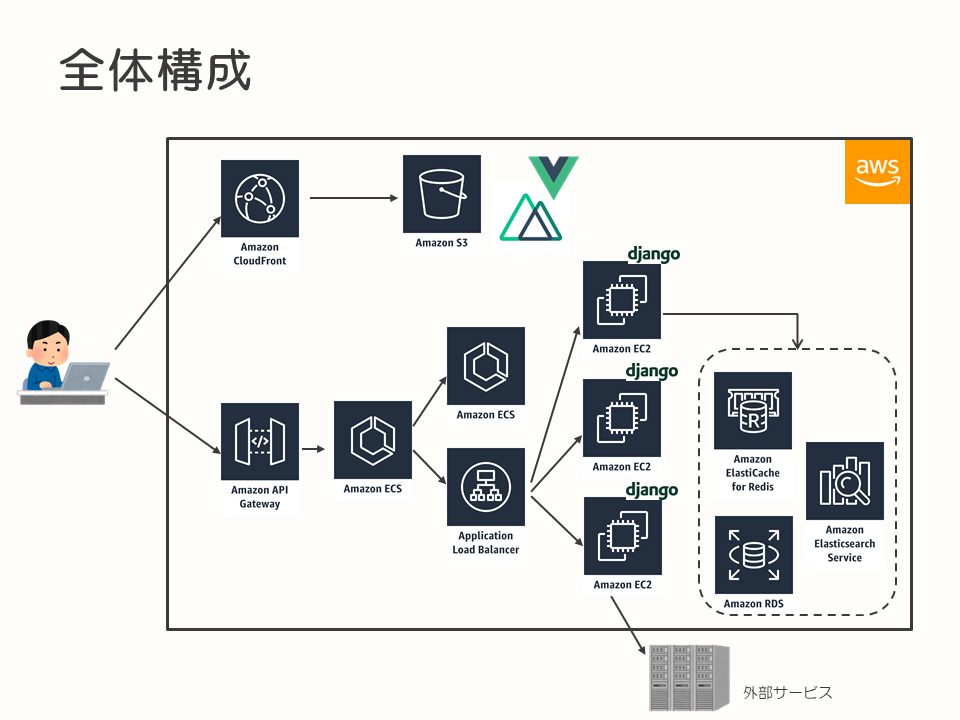 全体構成
aws
Amazon
CloudFront
Amazon S3
django
Amazon EC2
Amazon ECS
django
Amazon EC2
Amazon API
Gateway
Amazon ECS
Application
Load Balancer
django
Amazon EC2
R
Amazon
ElastiCache
for Redis
Amazon
Elasticsearch
Service
Amazon RDS
外部サービス